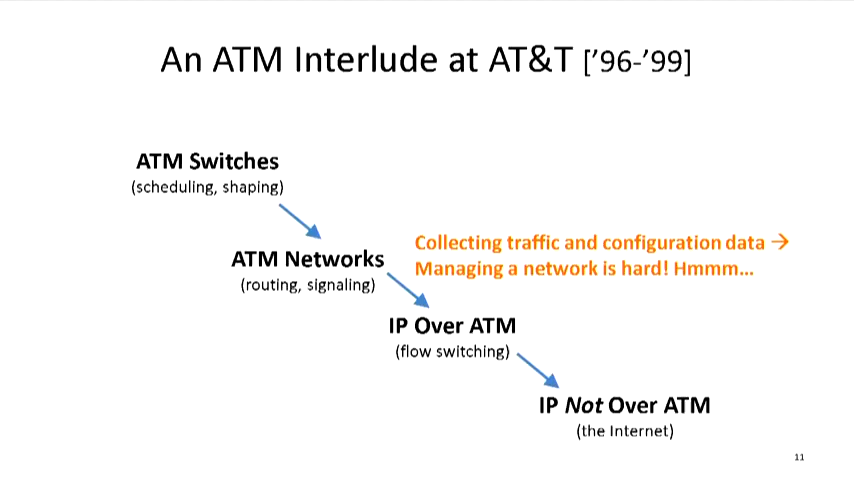 An ATM Interlude at AT&T [’96-’99]
ATM Switches
(scheduling, shaping)
ATM Networks
(routing, signaling)
Collecting traffic and configuration data →
Managing a network is hard! Hmmm...
IP Over ATM
(flow switching)
IP Not Over ATM
(the Internet)
11